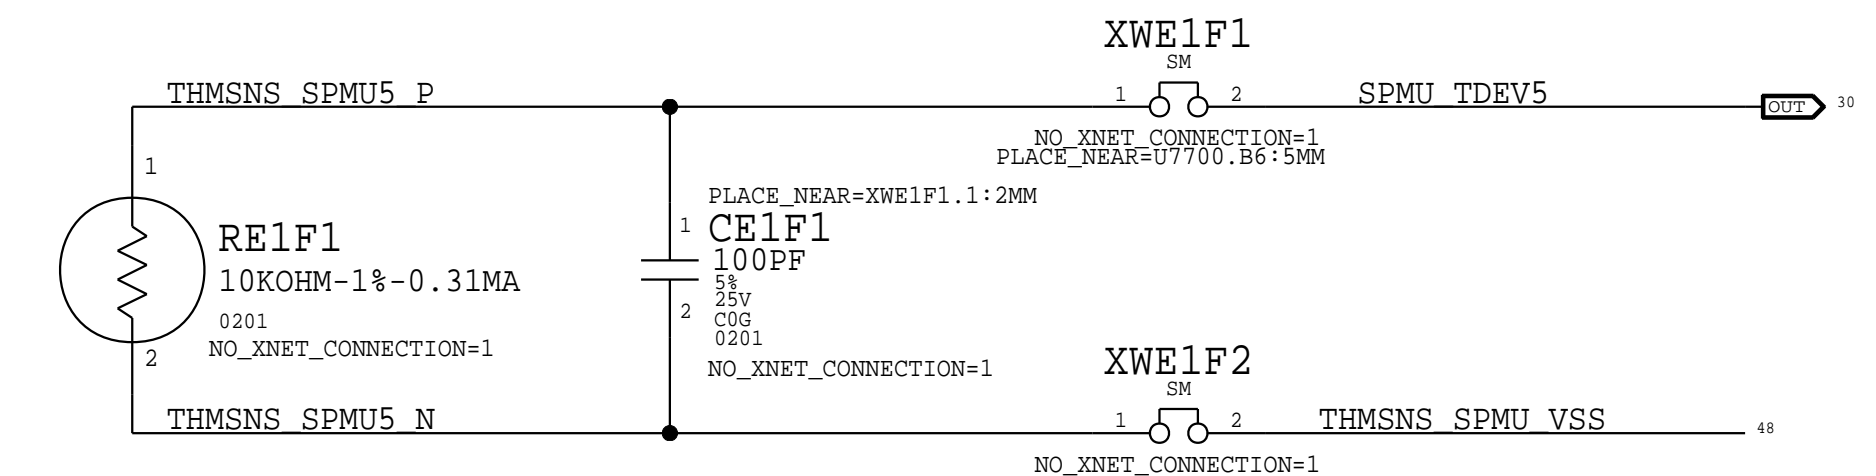 XWE1F1
SM
THMSNS_SPMU5_P
1
2
SPMU_TDEV5
OUT
30
NO_XNET_CONNECTION=1
PLACE_NEAR=U7700.B6:5MM
1
PLACE_NEAR=XWE1F1.1:2MM
1
CE1F1
RE1F1
100PF
10KOHM-1%-0.31MA
5%
25V
2
C0G
0201
0201
NO_XNET_CONNECTION=1
2
NO_XNET_CONNECTION=1
XWE1F2
SM
THMSNS_SPMU5_N
1
2
THMSNS_SPMU_VSS
48
NO_XNET_CONNECTION=1